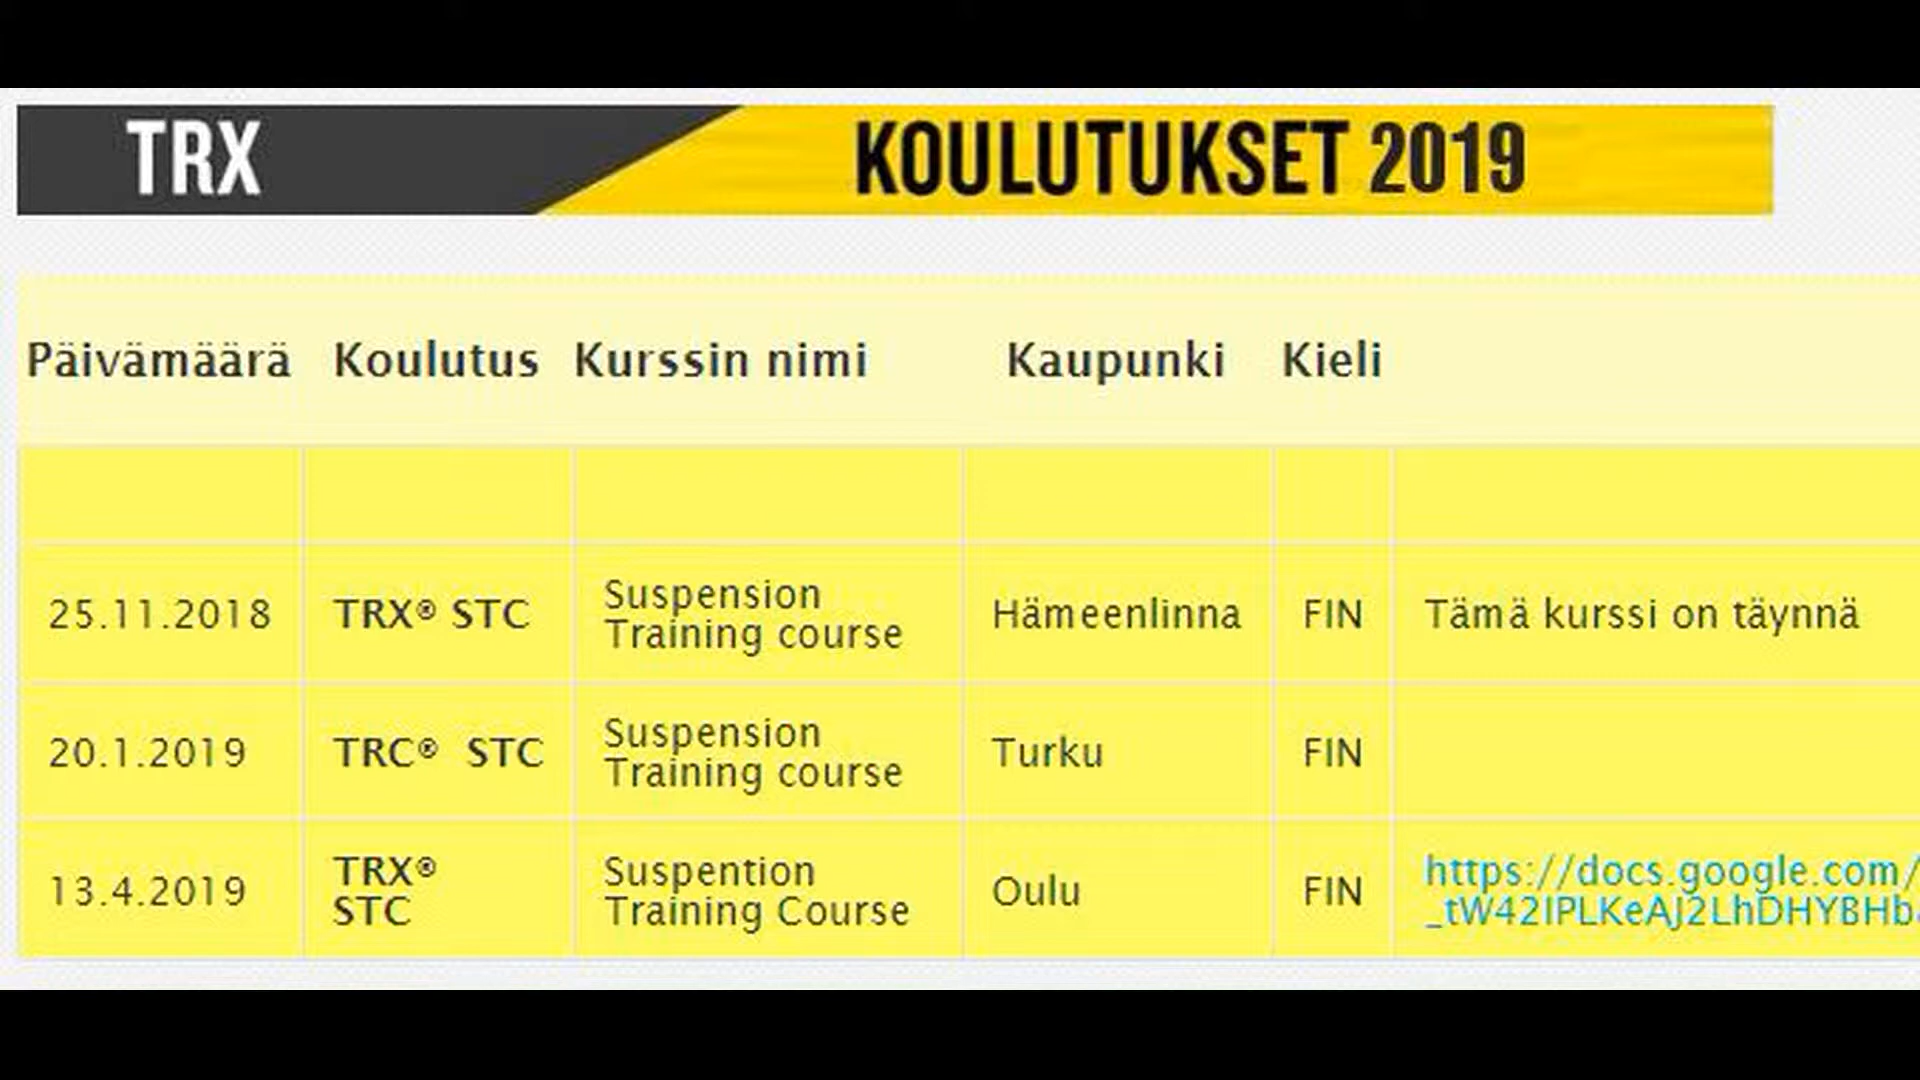 TRX KOULUTUKSET 2019
Päivämäärä Koulutus Kurssin nimi Kaupunki Kieli
25.11.2018 TRX® STC Suspension Training course Hämeenlinna FIN Tämä kurssi on täynnä
20.1.2019 TRC® STC Suspension Training course Turku FIN
13.4.2019 TRX® STC Suspention Training Course Oulu FIN https://docs.google.com/